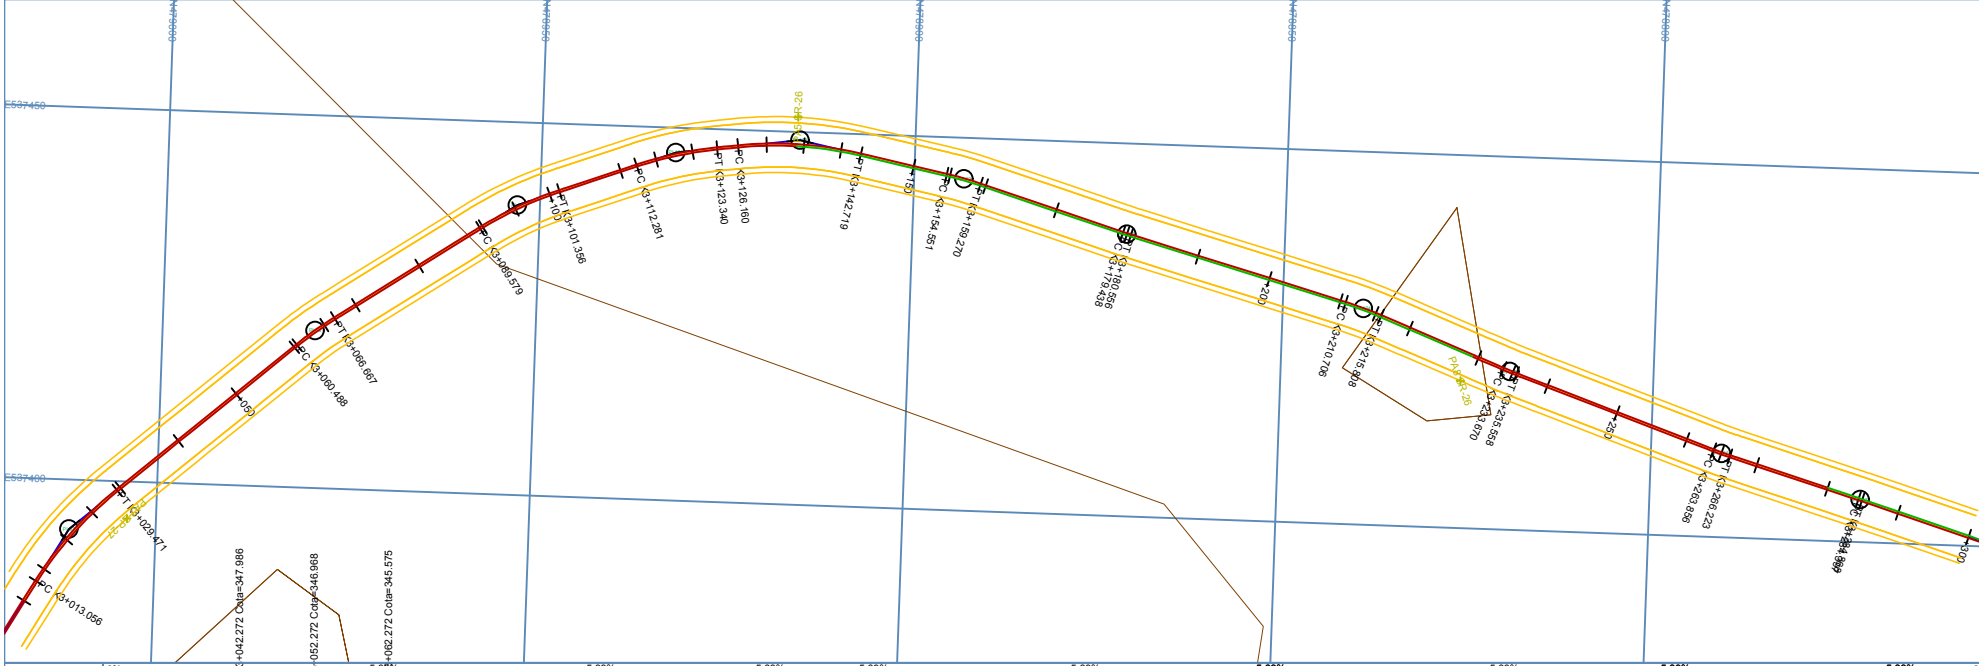 E537450
+100
+150
PC K3+112.281
PT K3+123.340
PC K3+126.160
PT K3+142.719
PC K3+154.551
PT K3+159.270
PC K3+089.579
PT K3+101.356
PC K3+179.438
PT K3+180.556
+200
PC K3+210.706
PT K3+215.808
PC K3+060.488
PT K3+066.667
+050
PC K3+233.670
PT K3+235.558
+250
PC K3+263.856
PT K3+266.223
+300
E537400
PT K3+029.471
PC K3+013.056
K3+042.272 Cota=347.986
+052.272 Cota=346.968
+062.272 Cota=345.575